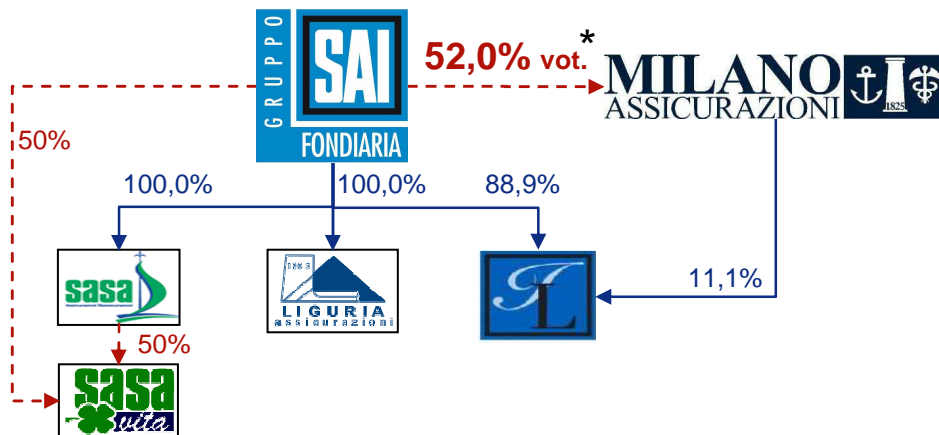 GRUPPO
SAI
FONDIARIA
52,0% vot.*
MILANO
ASSICURAZIONI
1825
50%
100,0%
100,0%
88,9%
11,1%
sasa
LIGURIA
assicurazioni
IL
50%
sasa
vita